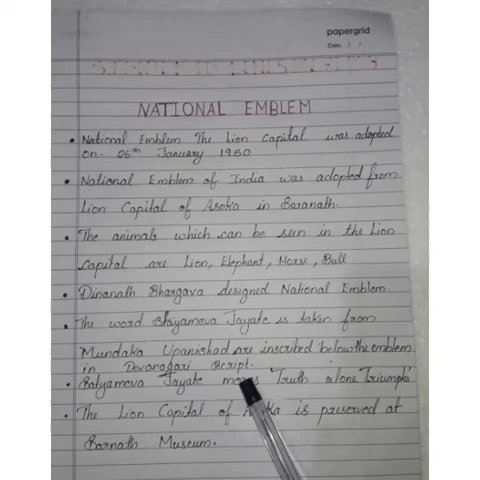 papergrid
Date: / /
NATIONAL EMBLEM
• National Emblem The Lion Capital was adopted
on - 26th January 1950
• National Emblem of India was adopted from
Lion Capital of Asoka in Saranath.
• The animals which can be seen in the Lion
Capital are Lion, Elephant, Horse, Bull.
• Dinanath Bhargava designed National Emblem.
• The word Satyameva Jayate is taken from
Mundaka Upanishad are inscribed below the emblem
in Devanagari Script.
• Satyameva Jayate means Truth alone Triumphs
• The Lion Capital of Asoka is preserved at
Sarnath Museum.